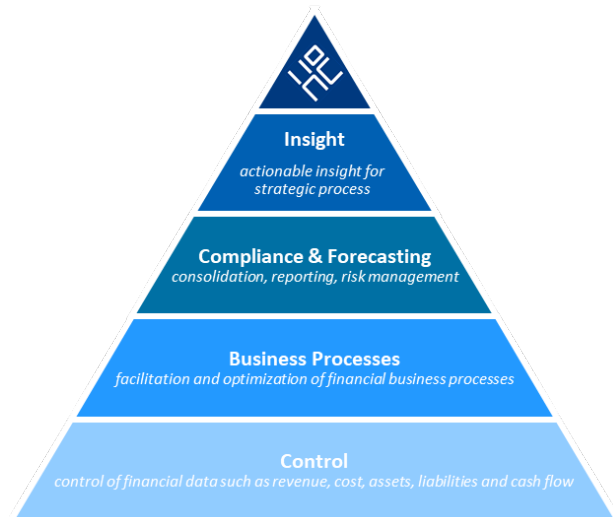 Insight
actionable insight for
strategic process
Compliance & Forecasting
consolidation, reporting, risk management
Business Processes
facilitation and optimization of financial business processes
Control
control of financial data such as revenue, cost, assets, liabilities and cash flow